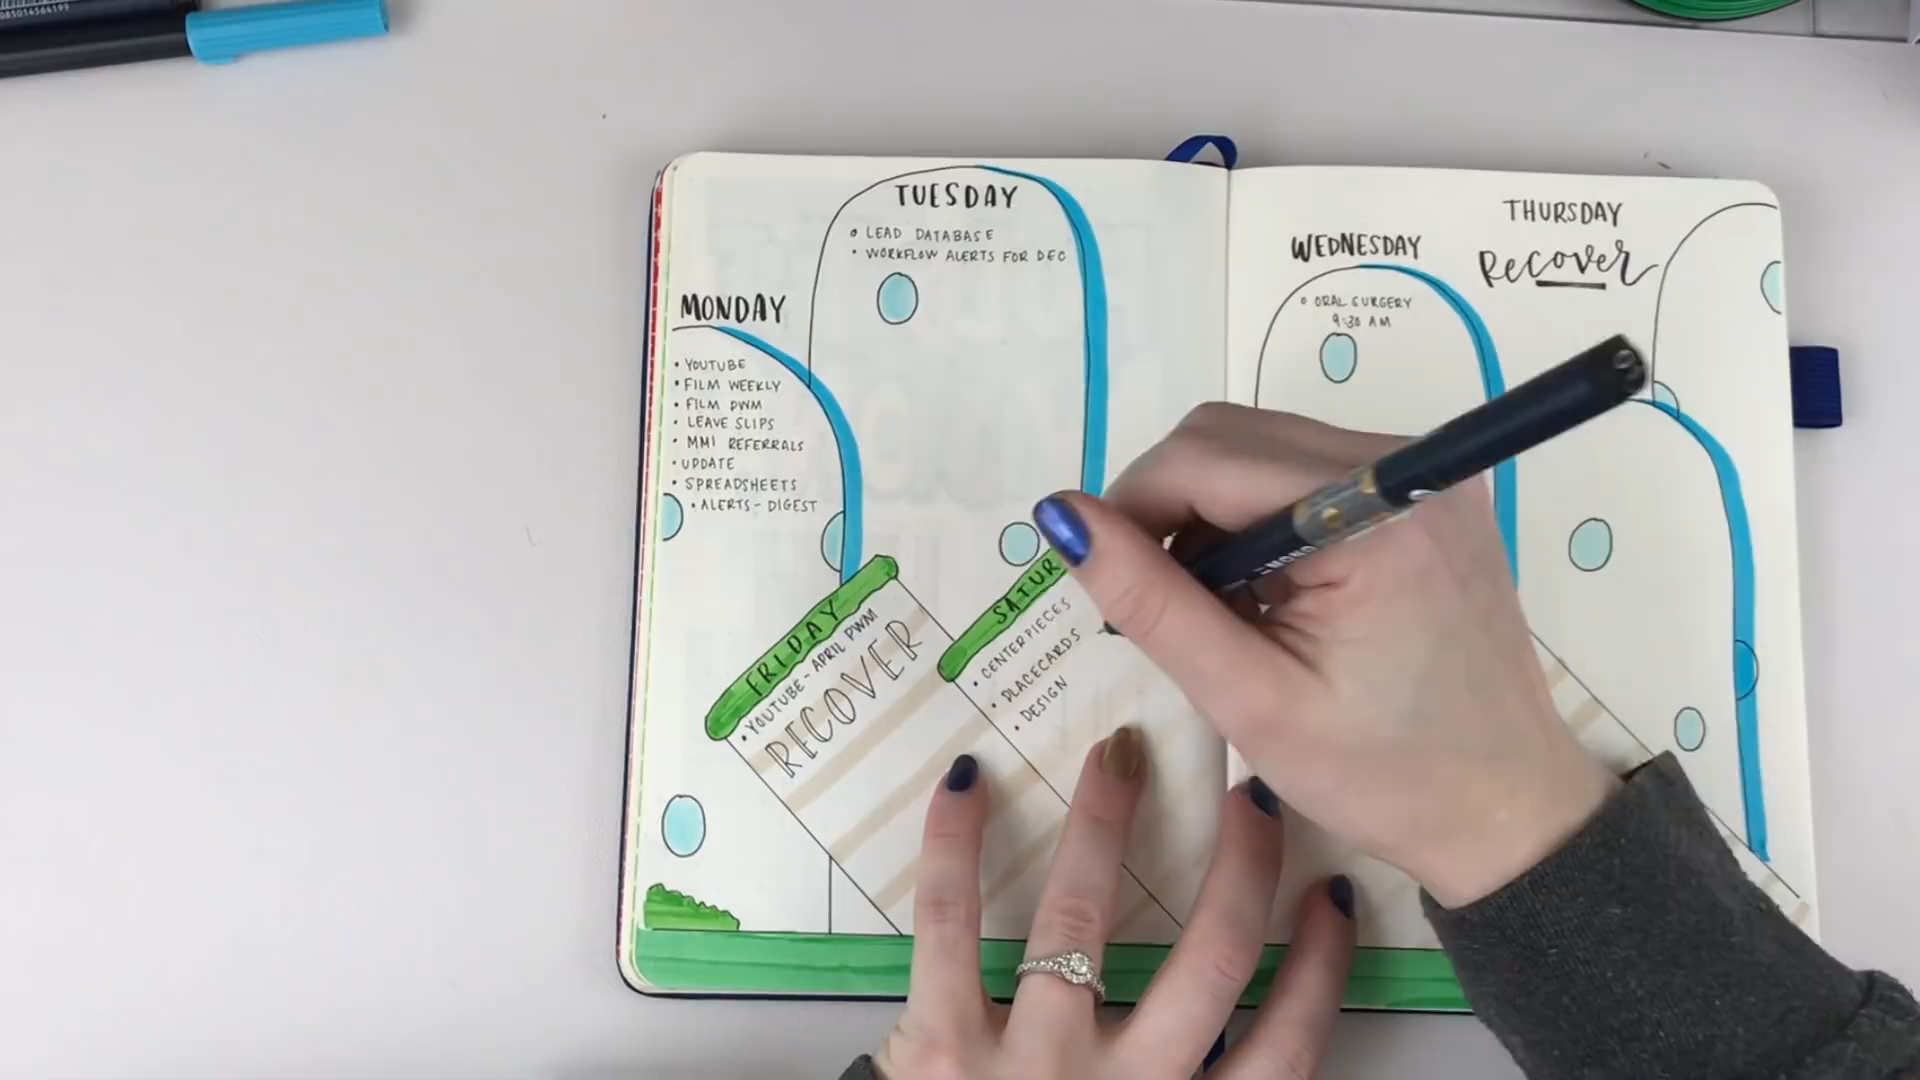 085014564199
TUESDAY
LEAD DATABASE
WORKFLOW ALERTS FOR DEC
MONDAY
YOUTUBE
FILM WEEKLY
FILM PWM
LEAVE SLIPS
MMI REFERRALS
UPDATE
SPREADSHEETS
ALERTS - DIGEST
FRIDAY
YOUTUBE - APRIL PWM
RECOVER
SATUR
CENTERPIECES
PLACECARDS
DESIGN
WEDNESDAY
ORAL SURGERY
9:30 AM
THURSDAY
Recover